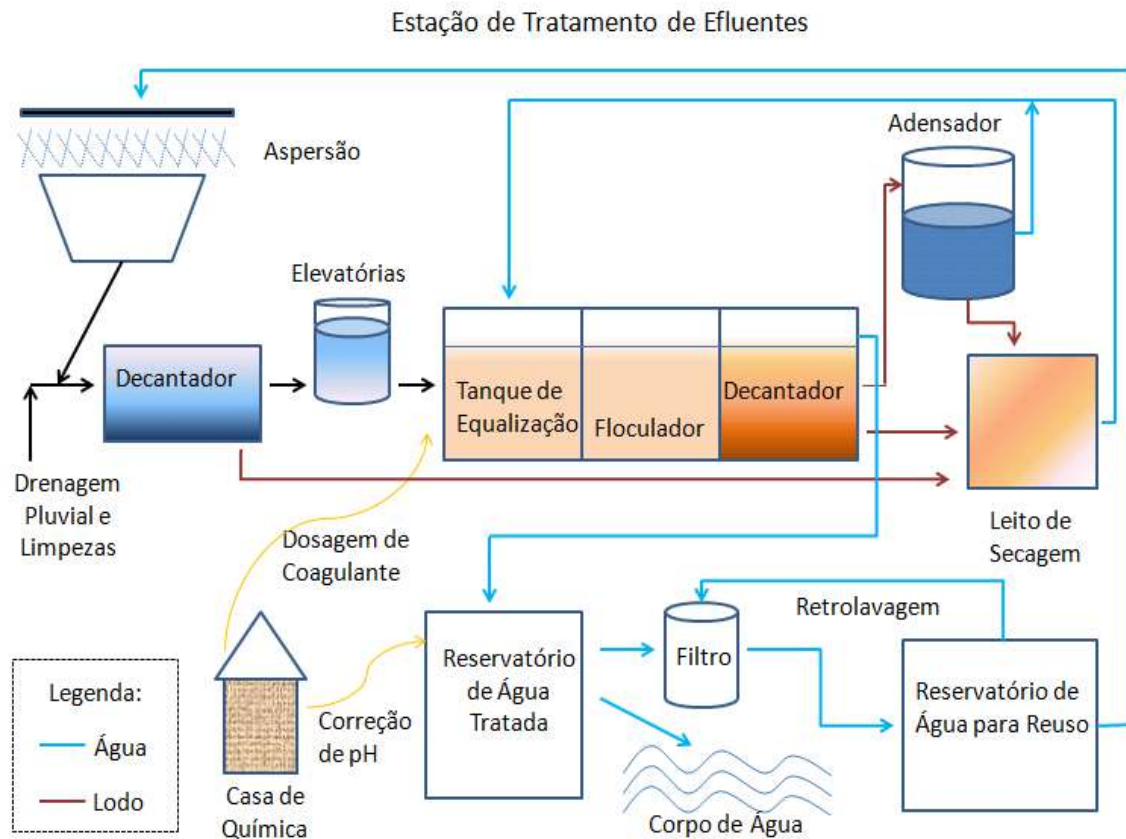 Estação de Tratamento de Efluentes
Aspersão
Adensador
Elevatórias
Decantador
Tanque de
Equalização
Floculador
Decantador
Drenagem
Pluvial e
Limpezas
Leito de
Secagem
Dosagem de
Coagulante
Retrolavagem
Reservatório
de Água
Tratada
Filtro
Reservatório de
Água para Reuso
Legenda:
Água
Lodo
Correção
de pH
Casa de
Química
Corpo de Água